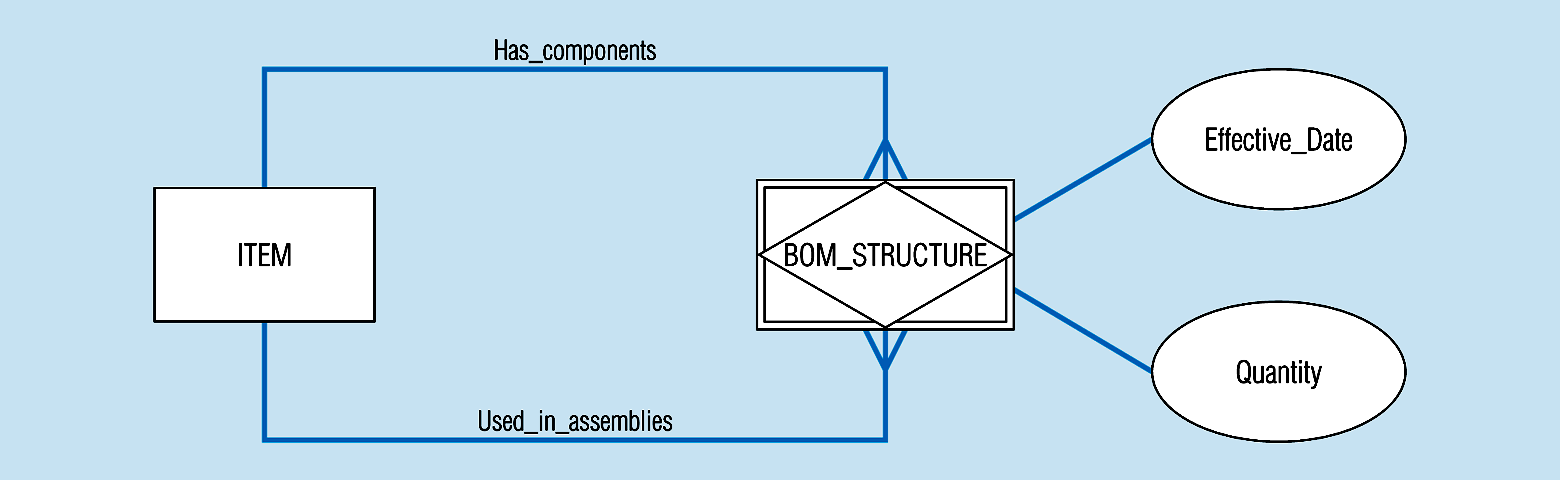 Has_components
Effective_Date
ITEM
BOM_STRUCTURE
Quantity
Used_in_assemblies